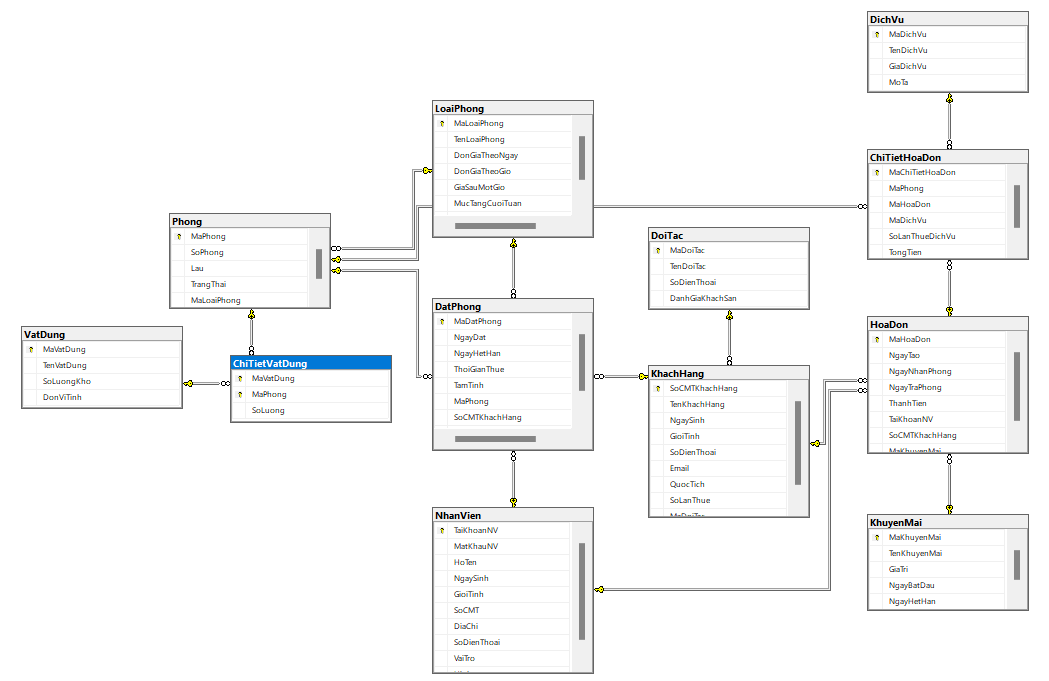 DichVu
MaDichVu
TenDichVu
GiaDichVu
MoTa
LoaiPhong
MaLoaiPhong
TenLoaiPhong
DonGiaTheoNgay
DonGiaTheoGio
GiaSauMotGio
MucTangCuoiTuan
ChiTietHoaDon
MaChiTietHoaDon
MaPhong
MaHoaDon
MaDichVu
SoLanThueDichVu
TongTien
Phong
MaPhong
SoPhong
Lau
TrangThai
MaLoaiPhong
DoiTac
MaDoiTac
TenDoiTac
SoDienThoai
DanhGiaKhachSan
DatPhong
MaDatPhong
NgayDat
NgayHetHan
ThoiGianThue
TamTinh
MaPhong
SoCMTKhachHang
VatDung
MaVatDung
TenVatDung
SoLuongKho
DonViTinh
ChiTietVatDung
MaVatDung
MaPhong
SoLuong
KhachHang
SoCMTKhachHang
TenKhachHang
NgaySinh
GioiTinh
SoDienThoai
Email
QuocTich
SoLanThue
MaDoiTac
HoaDon
MaHoaDon
NgayTao
NgayNhanPhong
NgayTraPhong
ThanhTien
TaiKhoanNV
SoCMTKhachHang
MaKhuyenMai
NhanVien
TaiKhoanNV
MatKhauNV
HoTen
NgaySinh
GioiTinh
SoCMT
DiaChi
SoDienThoai
VaiTro
KhuyenMai
MaKhuyenMai
TenKhuyenMai
GiaTri
NgayBatDau
NgayHetHan